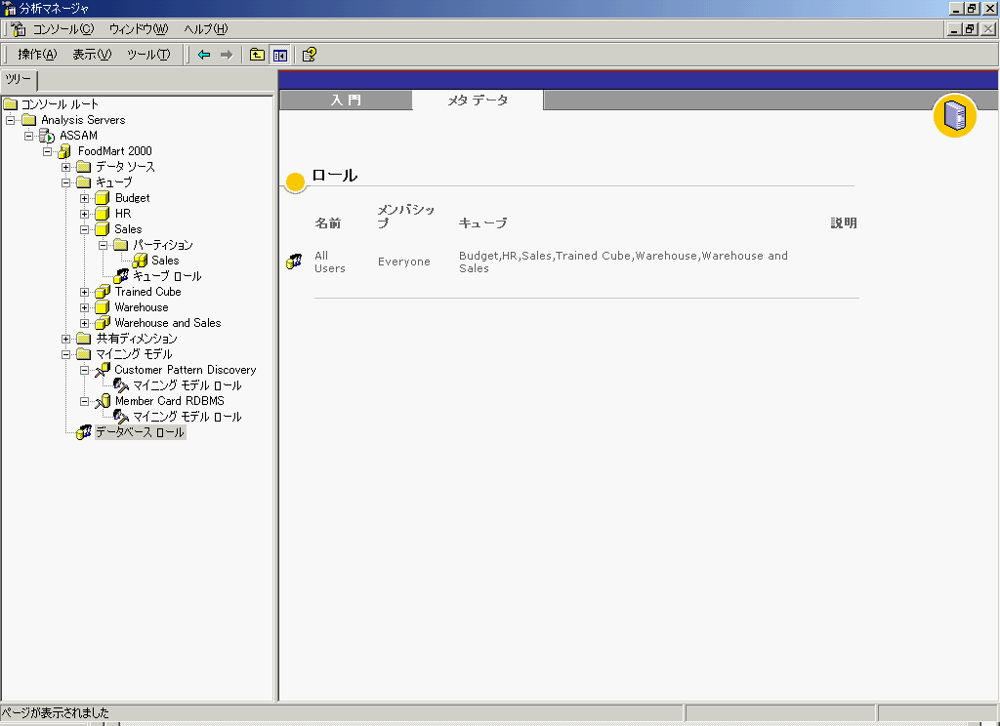 分析マネージャ
コンソール(C) ウィンドウ(W) ヘルプ(H)
操作(A) 表示(V) ツール(T)
ツリー
コンソール ルート
Analysis Servers
ASSAM
FoodMart 2000
データ ソース
キューブ
Budget
HR
Sales
パーティション
Sales
キューブ ロール
Trained Cube
Warehouse
Warehouse and Sales
共有ディメンション
マイニング モデル
Customer Pattern Discovery
マイニング モデル ロール
Member Card RDBMS
マイニング モデル ロール
データベース ロール
入門 メタ データ
ロール
名前 メンバシップ キューブ 説明
All Users Everyone Budget,HR,Sales,Trained Cube,Warehouse,Warehouse and
Sales
ページが表示されました